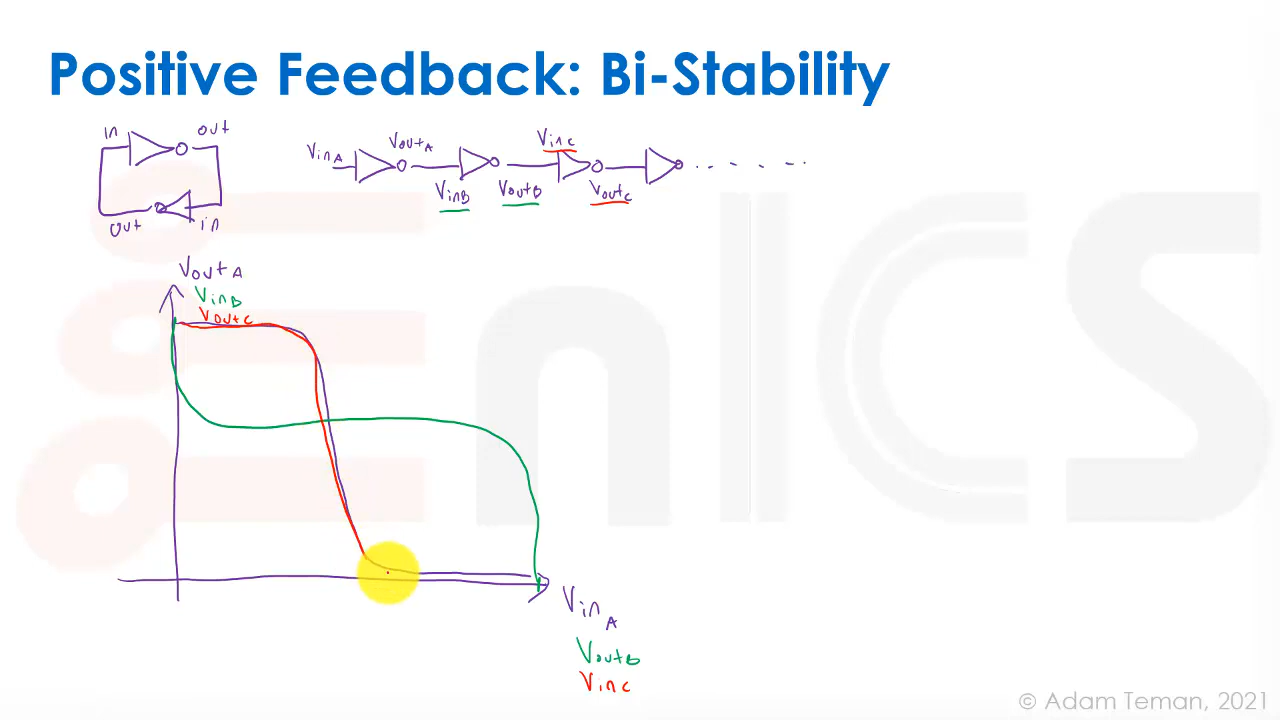 Positive Feedback: Bi-Stability
in out
out in
VinA VoutA VinC
VinB VoutB VoutC
VoutA
VinB
VoutC
VinA
VoutB
VinC
enICS
© Adam Teman, 2021